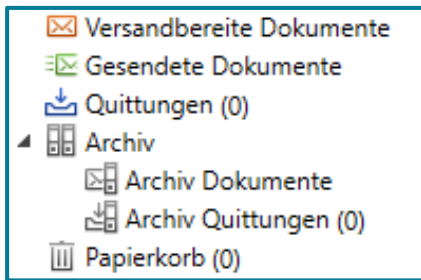 Versandbereite Dokumente
Gesendete Dokumente
Quittungen (0)
Archiv
Archiv Dokumente
Archiv Quittungen (0)
Papierkorb (0)